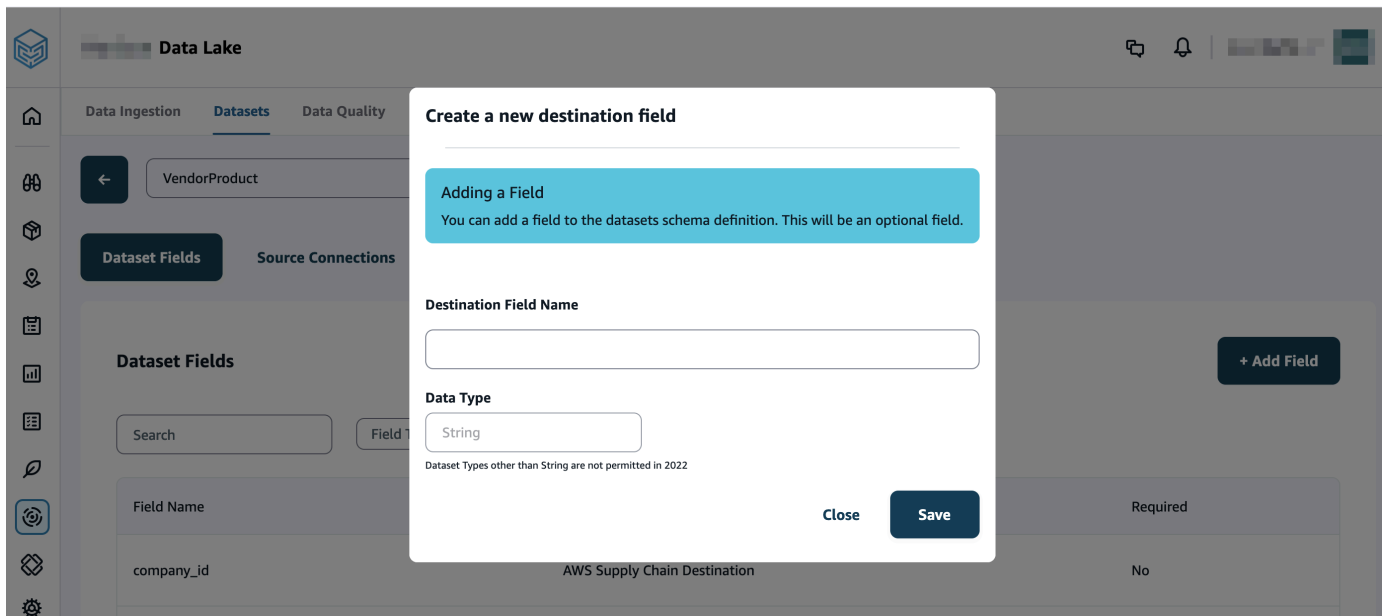 Data Lake
Data Ingestion
Datasets
Data Quality
VendorProduct
Dataset Fields
Source Connections
Dataset Fields
+ Add Field
Search
Field
Field Name
Required
company_id
AWS Supply Chain Destination
No
Create a new destination field
Adding a Field
You can add a field to the datasets schema definition. This will be an optional field.
Destination Field Name
Data Type
String
Dataset Types other than String are not permitted in 2022
Close
Save